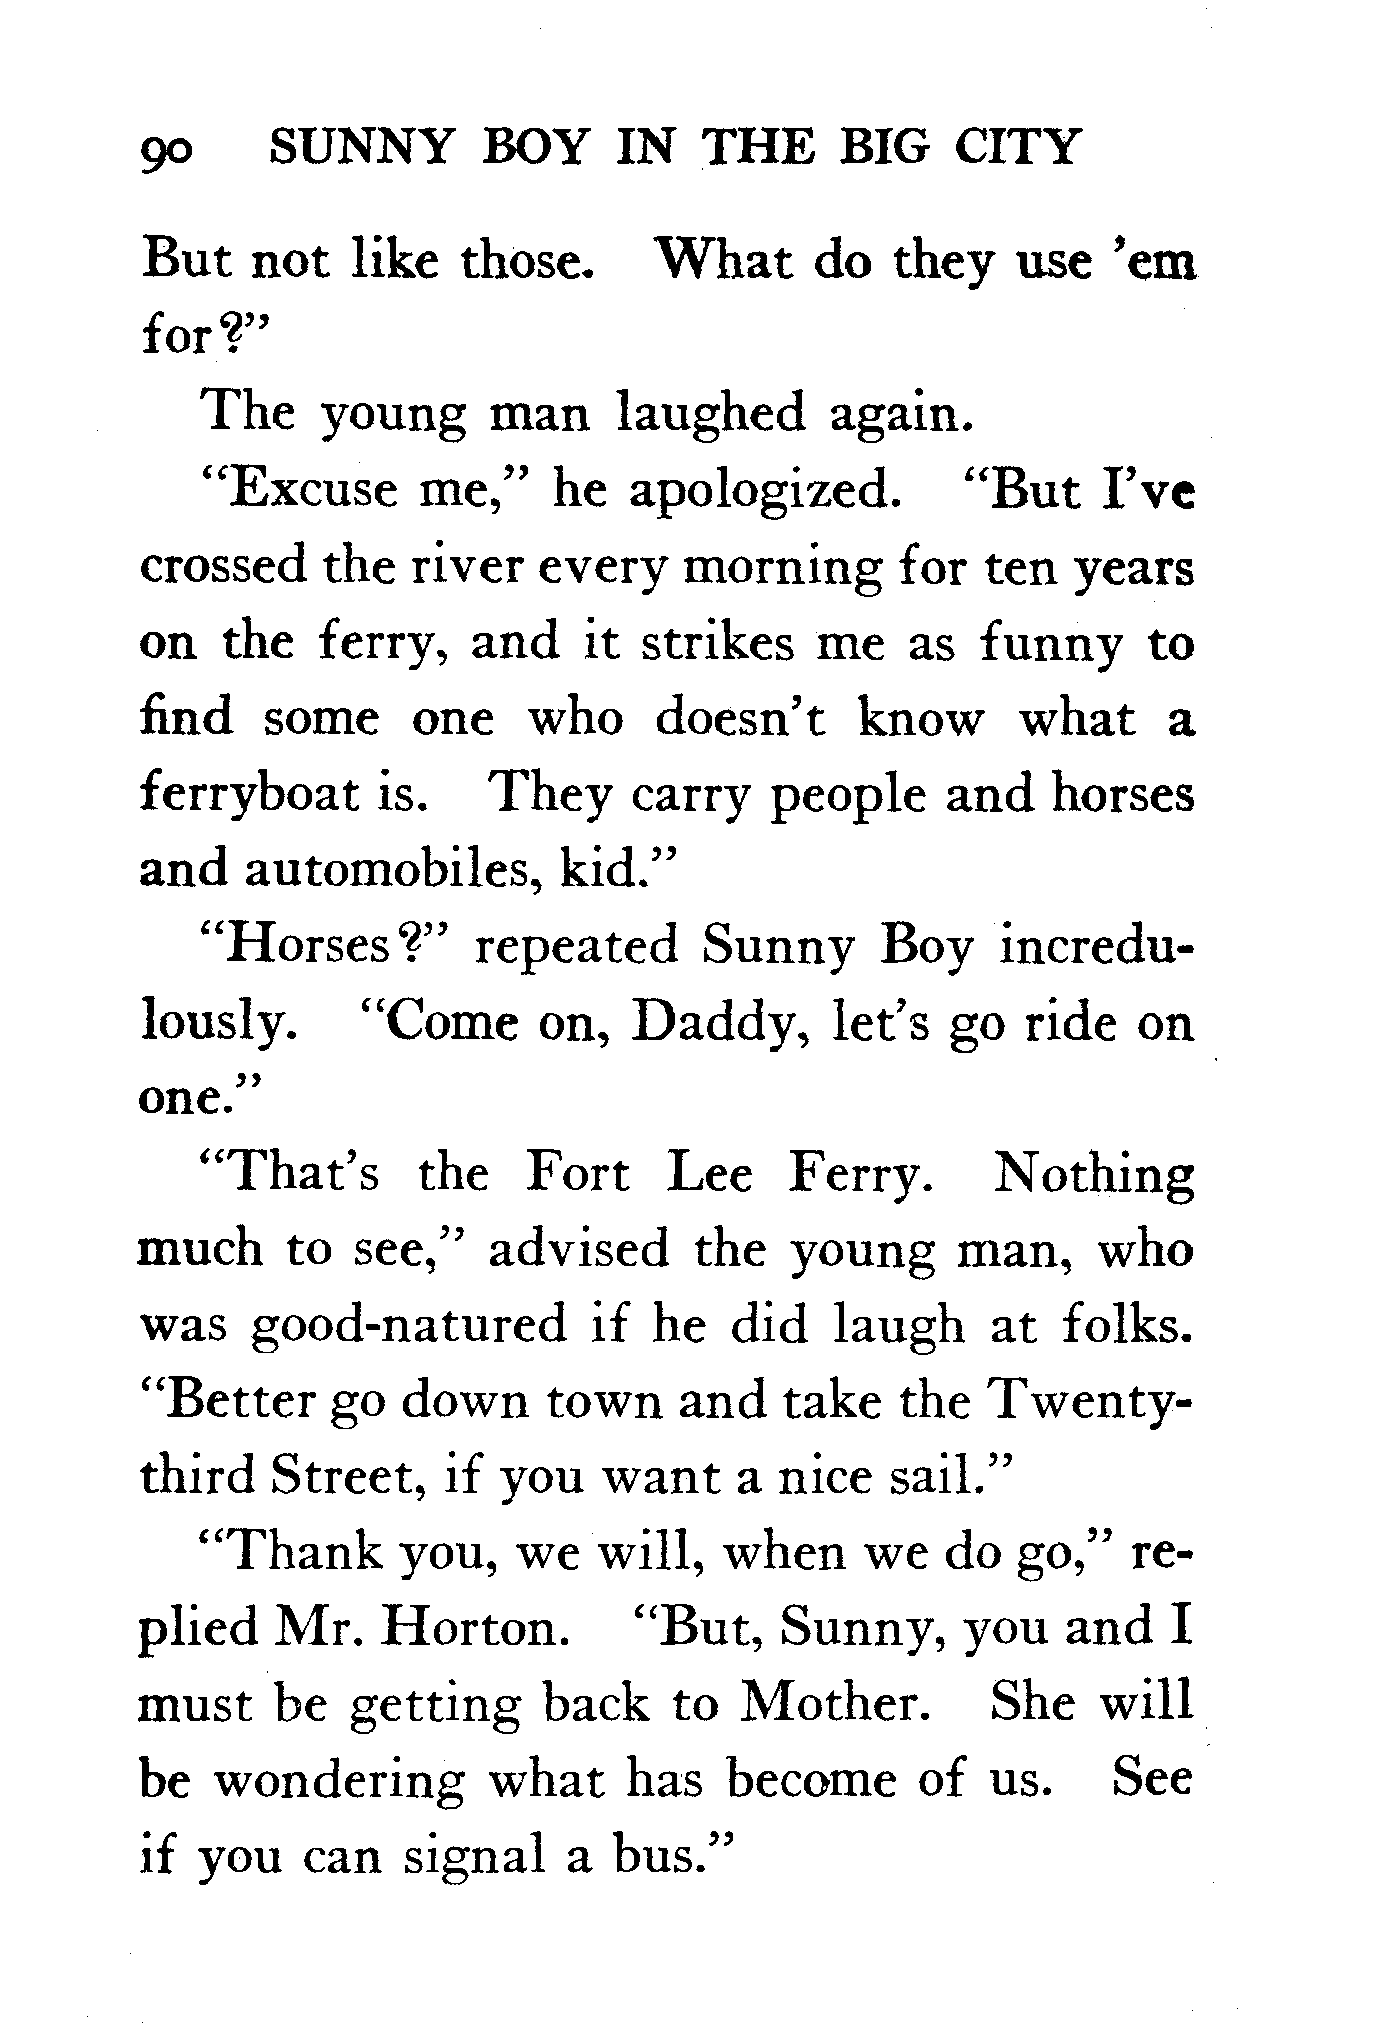 90 SUNNY BOY IN THE BIG CITY
But not like those. What do they use 'em
for?"
The young man laughed again.
"Excuse me," he apologized. "But I've
crossed the river every morning for ten years
on the ferry, and it strikes me as funny to
find some one who doesn't know what a
ferryboat is. They carry people and horses
and automobiles, kid."
"Horses?" repeated Sunny Boy incredu-
lously. "Come on, Daddy, let's go ride on
one."
"That's the Fort Lee Ferry. Nothing
much to see," advised the young man, who
was good-natured if he did laugh at folks.
"Better go down town and take the Twenty-
third Street, if you want a nice sail."
"Thank you, we will, when we do go," re-
plied Mr. Horton. "But, Sunny, you and I
must be getting back to Mother. She will
be wondering what has become of us. See
if you can signal a bus."